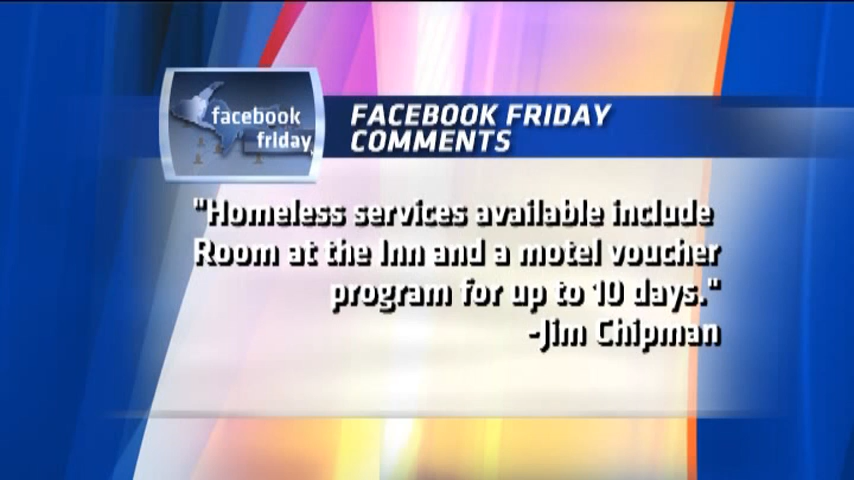 facebook
friday
FACEBOOK FRIDAY
COMMENTS
"Homeless services available include
Room at the Inn and a motel voucher
program for up to 10 days."
-Jim Chipman